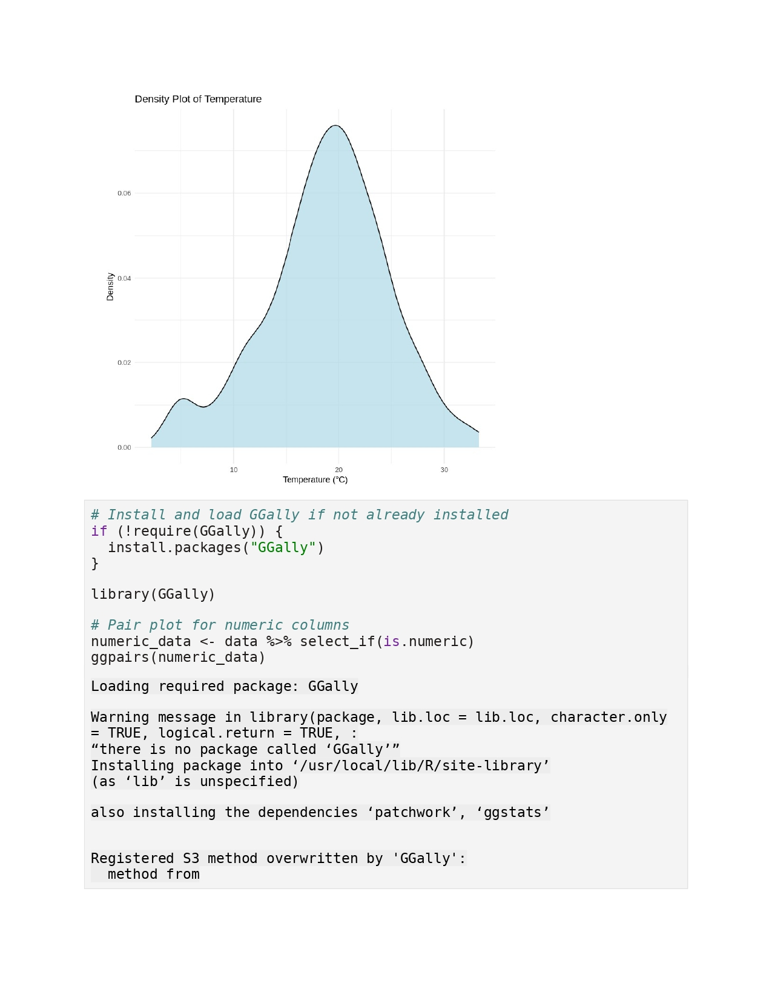 Density Plot of Temperature
0.06
0.04
0.02
0.00
Density
10 20 30
Temperature (°C)
# Install and load GGally if not already installed
if (!require(GGally)) {
  install.packages("GGally")
}
library(GGally)
# Pair plot for numeric columns
numeric_data <- data %>% select_if(is.numeric)
ggpairs(numeric_data)
Loading required package: GGally
Warning message in library(package, lib.loc = lib.loc, character.only
= TRUE, logical.return = TRUE, :
“there is no package called ‘GGally’”
Installing package into ‘/usr/local/lib/R/site-library’
(as ‘lib’ is unspecified)
also installing the dependencies ‘patchwork’, ‘ggstats’
Registered S3 method overwritten by 'GGally':
  method from